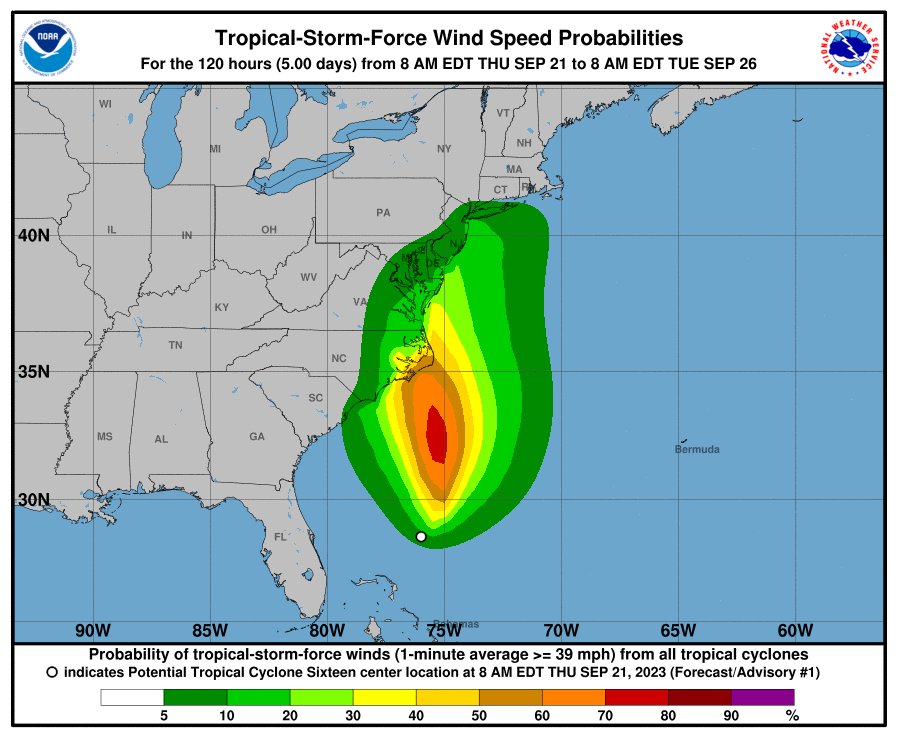 Tropical-Storm-Force Wind Speed Probabilities
For the 120 hours (5.00 days) from 8 AM EDT THU SEP 21 to 8 AM EDT TUE SEP 26
NOAA
NATIONAL WEATHER SERVICE
WI
VT
MI
NY
NH
MA
CT
PA
40N
IL
IN
OH
NJ
DE
WV
VA
KY
TN
NC
35N
SC
MS
AL
GA
Bermuda
30N
FL
Bahamas
90W 85W 80W 75W 70W 65W 60W
Probability of tropical-storm-force winds (1-minute average >= 39 mph) from all tropical cyclones
indicates Potential Tropical Cyclone Sixteen center location at 8 AM EDT THU SEP 21, 2023 (Forecast/Advisory #1)
5 10 20 30 40 50 60 70 80 90 %